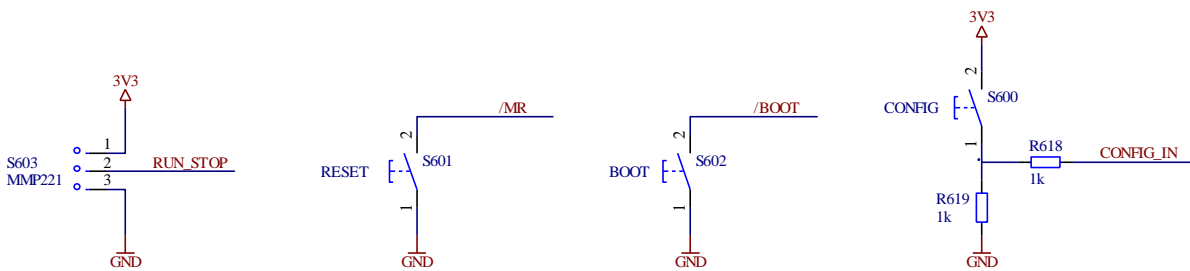 3V3
S603
MMP221
1
2
3
RUN_STOP
GND
/MR
2
S601
RESET
1
GND
/BOOT
2
S602
BOOT
1
GND
3V3
2
S600
CONFIG
1
R618
1k
CONFIG_IN
R619
1k
GND